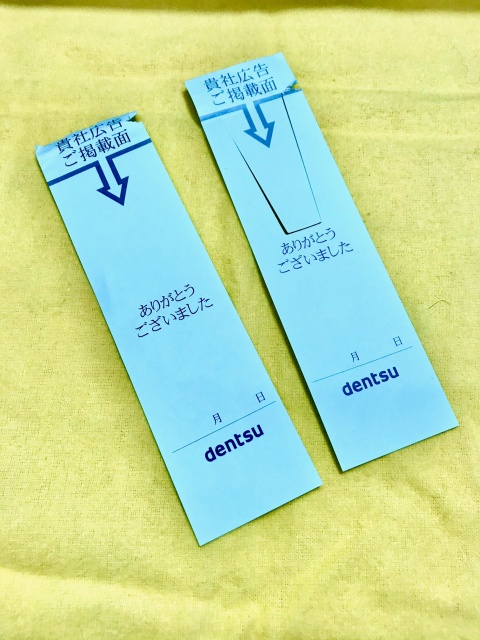 貴社広告
ご掲載面
ありがとう
ございました
月 日
dentsu
貴社広告
ご掲載面
ありがとう
ございました
月 日
dentsu